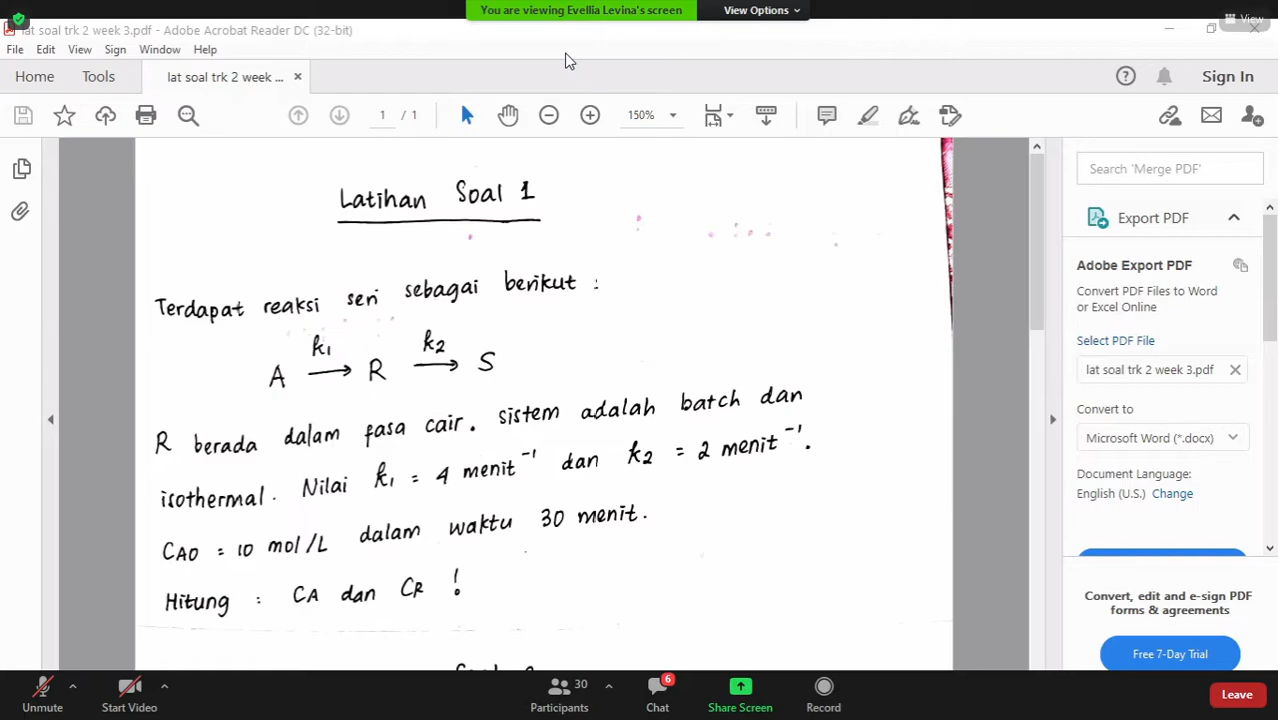 You are viewing Evellia Levina's screen
View Options
View
lat soal trk 2 week 3.pdf - Adobe Acrobat Reader DC (32-bit)
File Edit View Sign Window Help
Home Tools lat soal trk 2 week ... Sign In
1 / 1 150%
Latihan Soal 1
Terdapat reaksi seri sebagai berikut :
A k1 → R k2 → S
R berada dalam fasa cair. sistem adalah batch dan
isothermal. Nilai k1 = 4 menit⁻¹ dan k2 = 2 menit⁻¹.
CA0 = 10 mol/L dalam waktu 30 menit.
Hitung : CA dan CR !
Search 'Merge PDF'
Export PDF
Adobe Export PDF
Convert PDF Files to Word
or Excel Online
Select PDF File
lat soal trk 2 week 3.pdf
Convert to
Microsoft Word (*.docx)
Document Language:
English (U.S.) Change
Convert, edit and e-sign PDF
forms & agreements
Free 7-Day Trial
Unmute
Start Video
30
Participants
6
Chat
Share Screen
Record
Leave